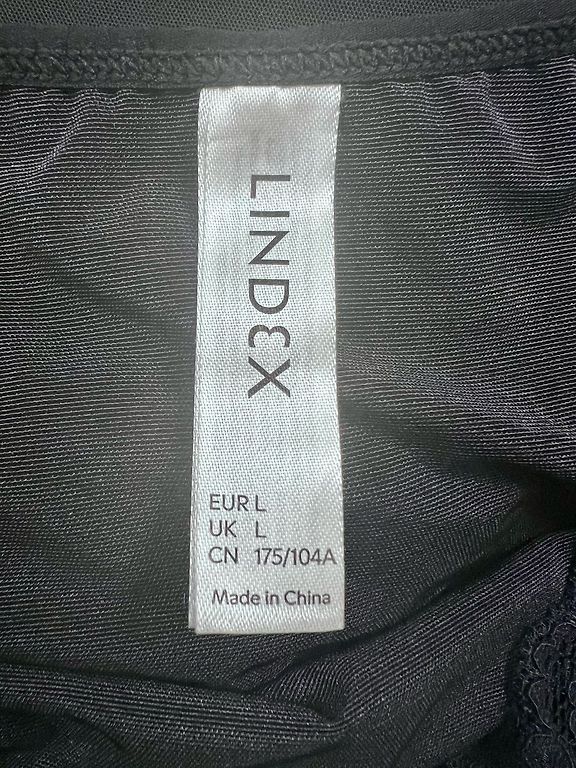 LINDEX
EUR L
UK L
CN 175/104A
Made in China